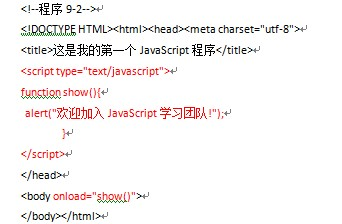 <!--程序 9-2-->
<!DOCTYPE HTML><html><head><meta charset="utf-8">
<title>这是我的第一个 JavaScript 程序</title>
<script type="text/javascript">
function show(){
alert("欢迎加入 JavaScript 学习团队!");
}
</script>
</head>
<body onload="show()">
</body></html>